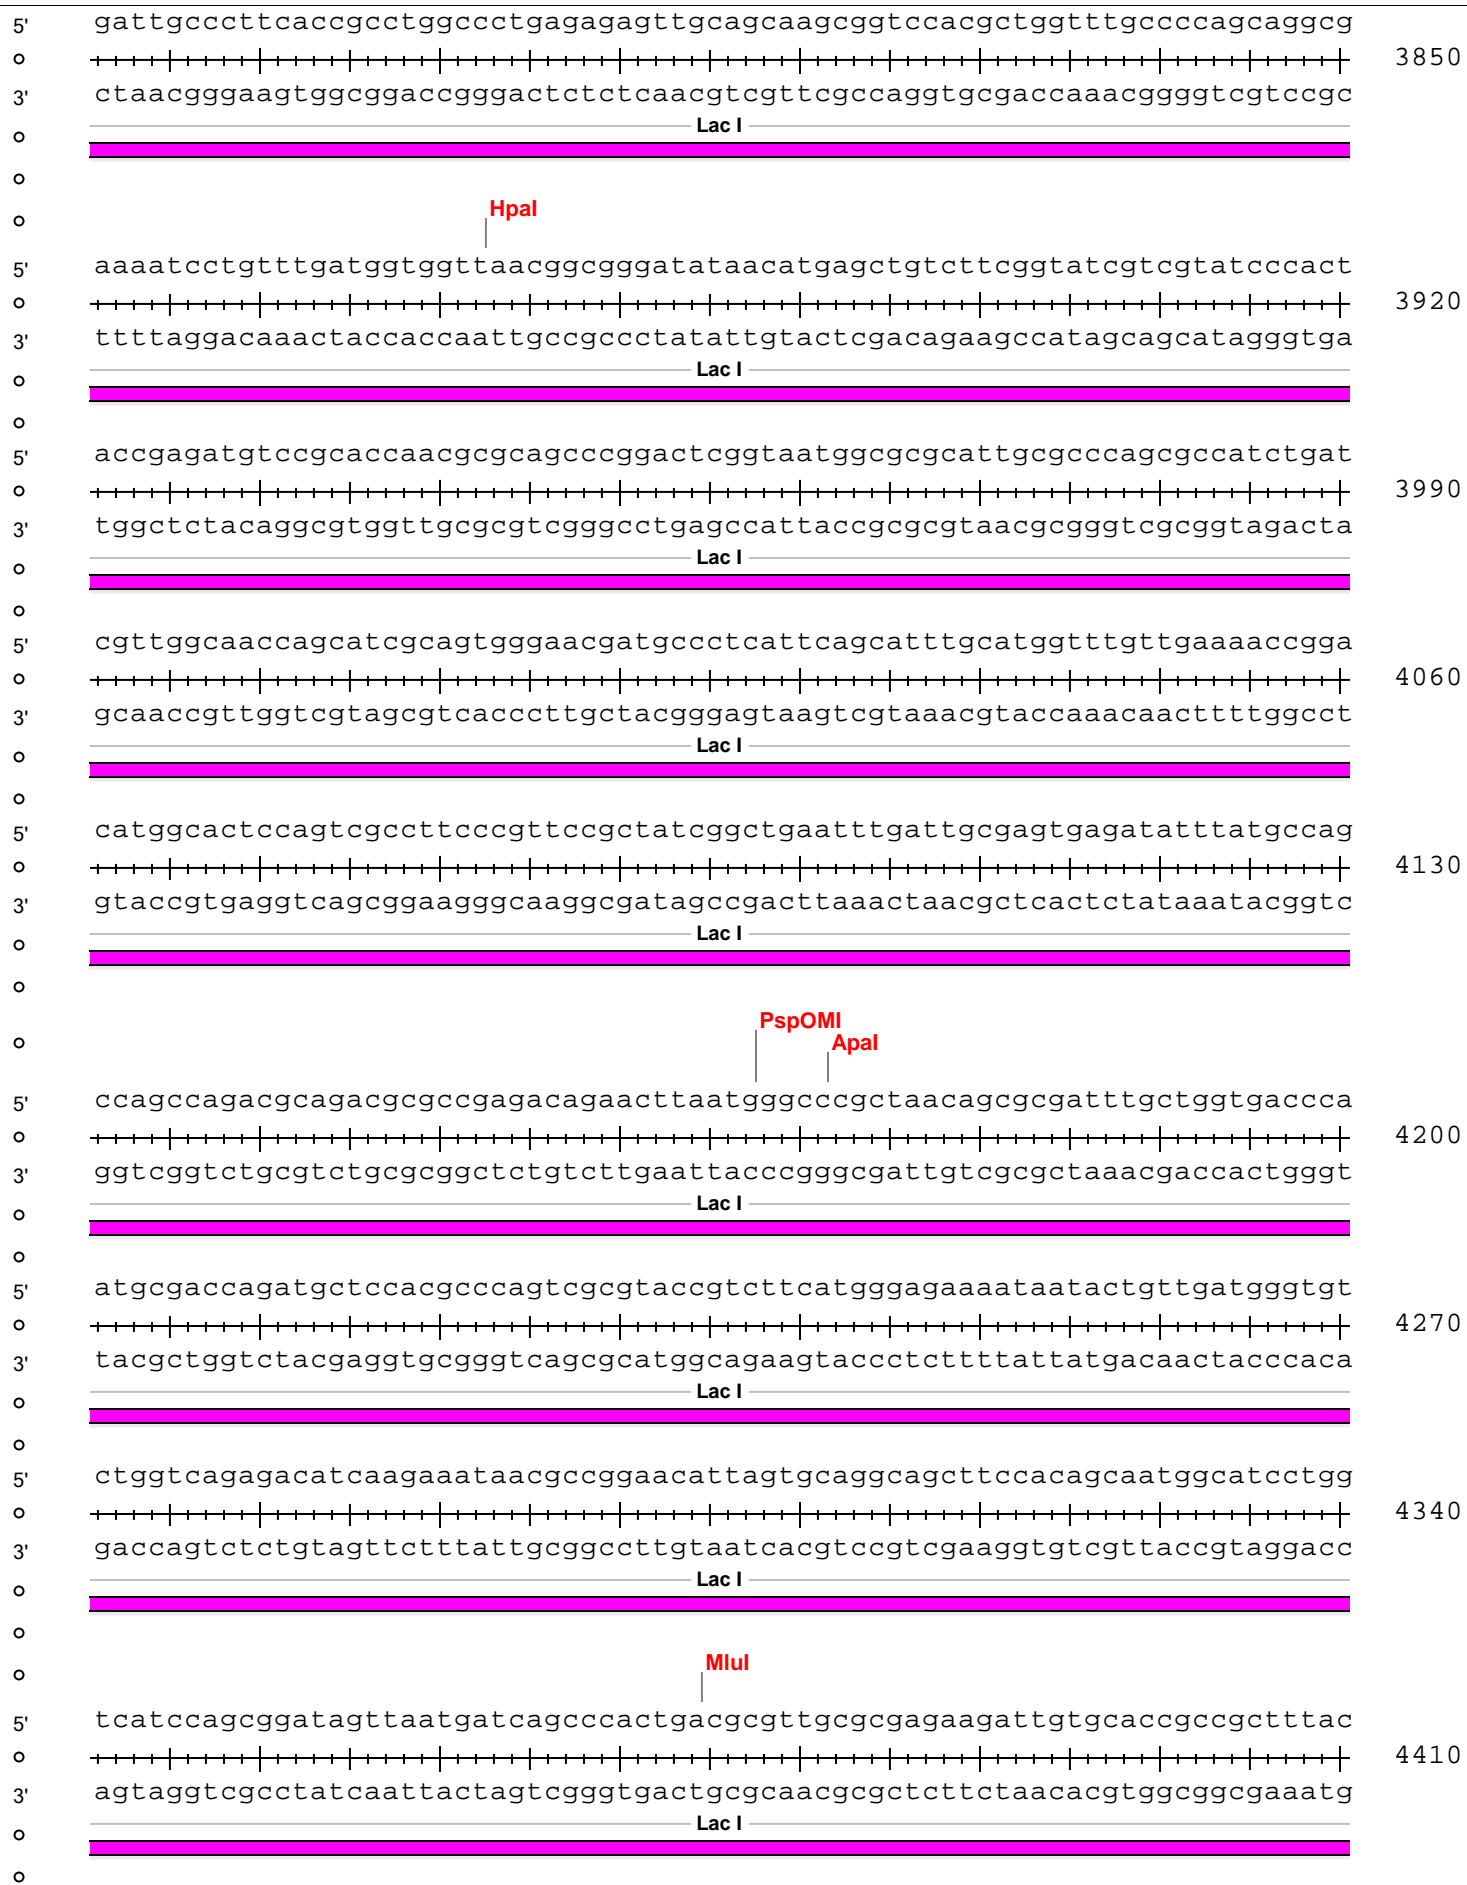 5' gattgcccttcaccgcctggccctgagagagttgcagcaagcggtccacgctggtttgccccagcaggcg
3850
3' ctaacgggaagtggcggaccgggactctctcaacgtcgttcgccaggtgcgaccaaacggggtcgtccgc
Lac I
HpaI
5' aaaatcctgtttgatggtggttaacggcgggatataacatgagctgtcttcggtatcgtcgtatcccact
3920
3' ttttaggacaaactaccaccaattgccgccctatattgtactcgacagaagccatagcagcatagggtga
Lac I
5' accgagatgtccgcaccaacgcgcagcccggactcggtaatggcgcgcattgcgcccagcgccatctgat
3990
3' tggctctacaggcgtggttgcgcgtcgggcctgagccattaccgcgcgtaacgcgggtcgcggtagacta
Lac I
5' cgttggcaaccagcatcgcagtgggaacgatgccctcattcagcatttgcatggtttgttgaaaaccgga
4060
3' gcaaccgttggtcgtagcgtcacccttgctacgggagtaagtcgtaaacgtaccaaacaacttttggcct
Lac I
5' catggcactccagtcgccttcccgttccgctatcggctgaatttgattgcgagtgagatatttatgccag
4130
3' gtaccgtgaggtcagcggaagggcaaggcgatagccgacttaaactaacgctcactctataaatacggtc
Lac I
PspOMI
ApaI
5' ccagccagacgcagacgcgccgagacagaacttaatgggcccgctaacagcgcgatttgctggtgaccca
4200
3' ggtcggtctgcgtctgcgcggctctgtcttgaattacccgggcgattgtcgcgctaaacgaccactgggt
Lac I
5' atgcgaccagatgctccacgcccagtcgcgtaccgtcttcatgggagaaaataatactgttgatgggtgt
4270
3' tacgctggtctacgaggtgcgggtcagcgcatggcagaagtaccctcttttattatgacaactacccaca
Lac I
5' ctggtcagagacatcaagaaataacgccggaacattagtgcaggcagcttccacagcaatggcatcctgg
4340
3' gaccagtctctgtagttctttattgcggccttgtaatcacgtccgtcgaaggtgtcgttaccgtaggacc
Lac I
MluI
5' tcatccagcggatagttaatgatcagcccactgacgcgttgcgcgagaagattgtgcaccgccgctttac
4410
3' agtaggtcgcctatcaattactagtcgggtgactgcgcaacgcgctcttctaacacgtggcggcgaaatg
Lac I